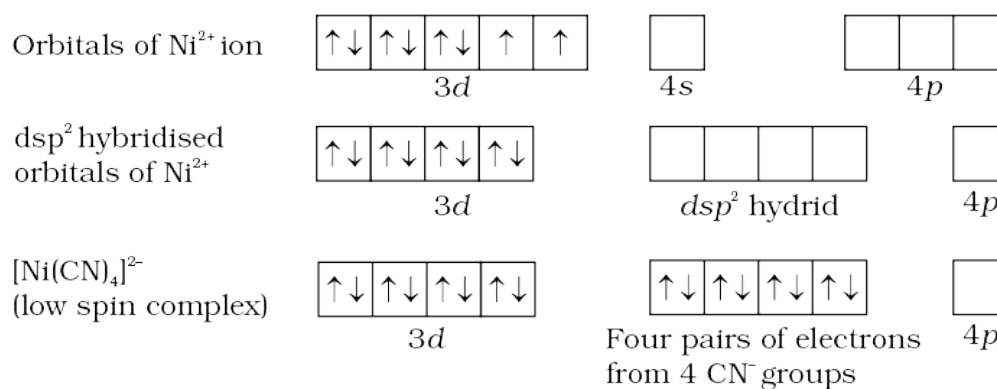 Orbitals of Ni²⁺ ion
↑↓ ↑↓ ↑↓ ↑ ↑
3d 4s 4p
dsp² hybridised
orbitals of Ni²⁺
↑↓ ↑↓ ↑↓ ↑↓
3d dsp² hydrid 4p
[Ni(CN)₄]²⁻
(low spin complex)
↑↓ ↑↓ ↑↓ ↑↓ ↑↓ ↑↓ ↑↓ ↑↓
3d Four pairs of electrons 4p
from 4 CN⁻ groups